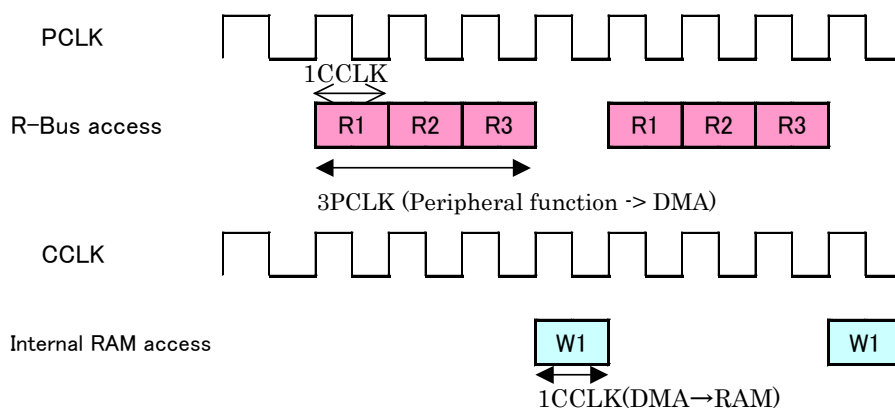 PCLK
1CCLK
R-Bus access R1 R2 R3 R1 R2 R3
3PCLK (Peripheral function -> DMA)
CCLK
Internal RAM access W1 W1
1CCLK(DMA→RAM)